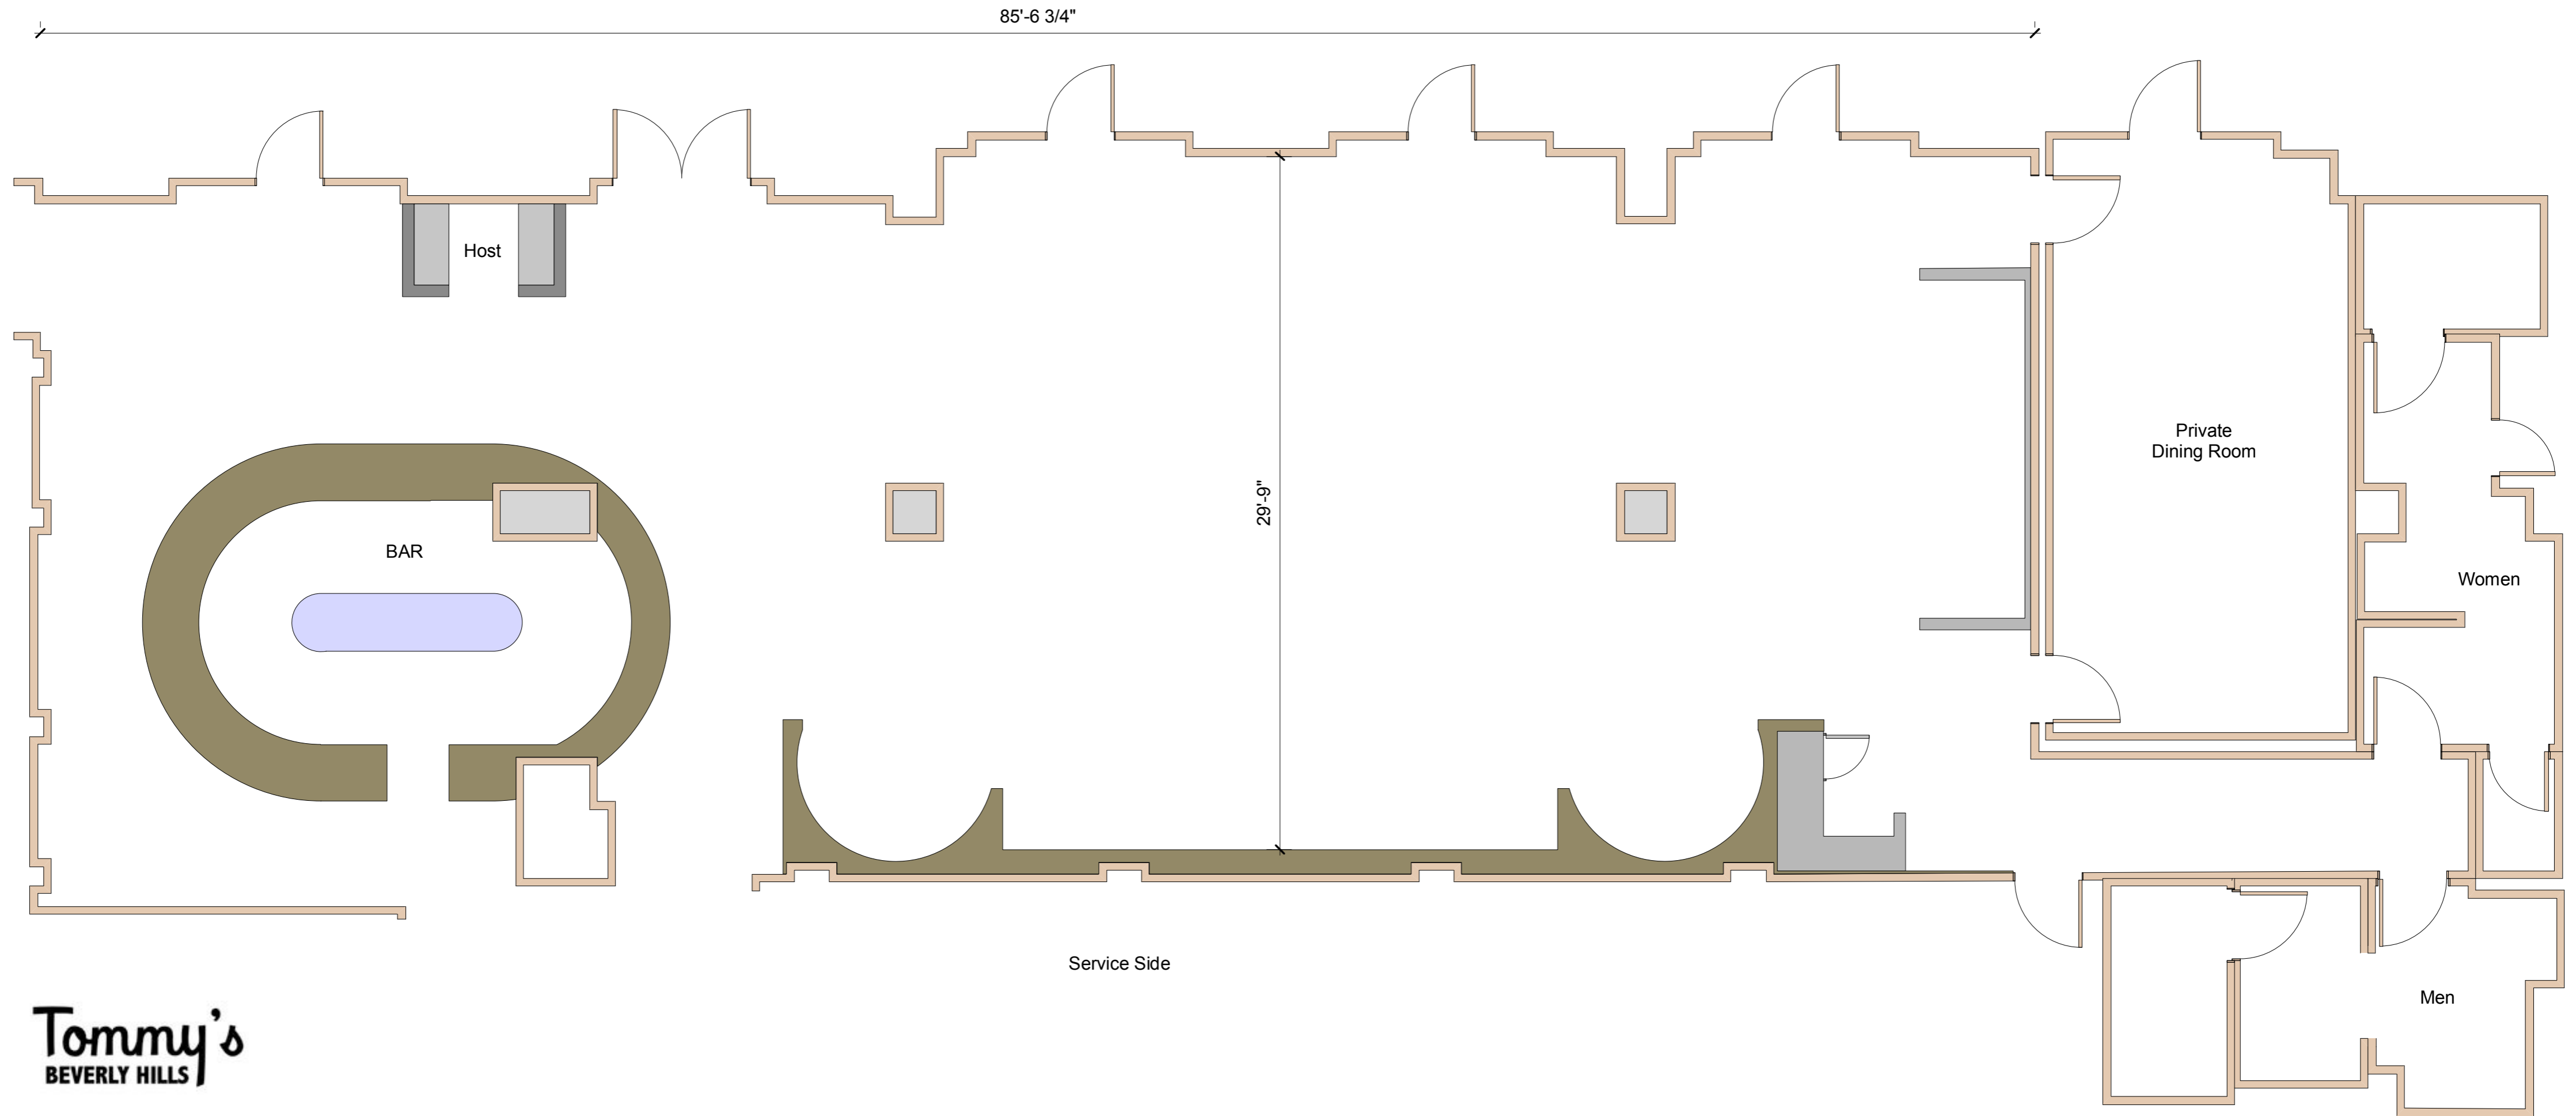 85'-6 3/4"
Host
Private
Dining Room
29'-9"
BAR
Women
Service Side
Men
Tommy's
BEVERLY HILLS